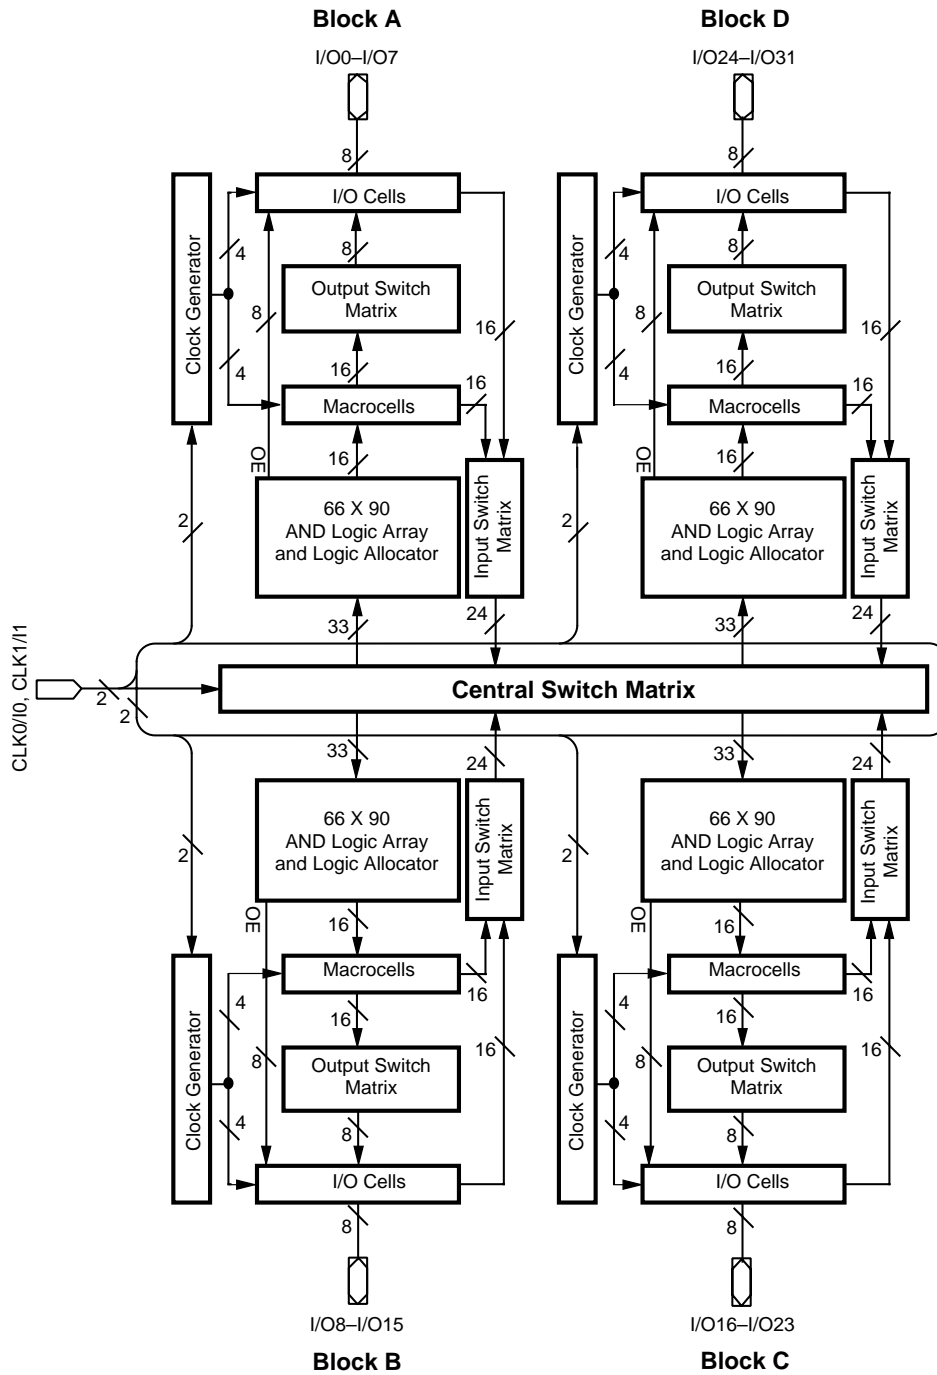 Block A
Block D
I/O0–I/O7
I/O24–I/O31
8
8
I/O Cells
I/O Cells
Clock Generator
4
8
Output Switch
Matrix
8
16
4
16
Macrocells
16
OE
16
66 X 90
AND Logic Array
and Logic Allocator
Input Switch
Matrix
2
33
24
Clock Generator
4
8
Output Switch
Matrix
8
16
4
16
Macrocells
16
OE
16
66 X 90
AND Logic Array
and Logic Allocator
Input Switch
Matrix
2
33
24
CLK0/I0, CLK1/I1
2
2
Central Switch Matrix
33
24
66 X 90
AND Logic Array
and Logic Allocator
Input Switch
Matrix
2
OE
16
Macrocells
16
Clock Generator
4
16
16
8
Output Switch
Matrix
4
8
I/O Cells
8
33
24
66 X 90
AND Logic Array
and Logic Allocator
Input Switch
Matrix
2
OE
16
Macrocells
16
Clock Generator
4
16
16
8
Output Switch
Matrix
4
8
I/O Cells
8
I/O8–I/O15
I/O16–I/O23
Block B
Block C